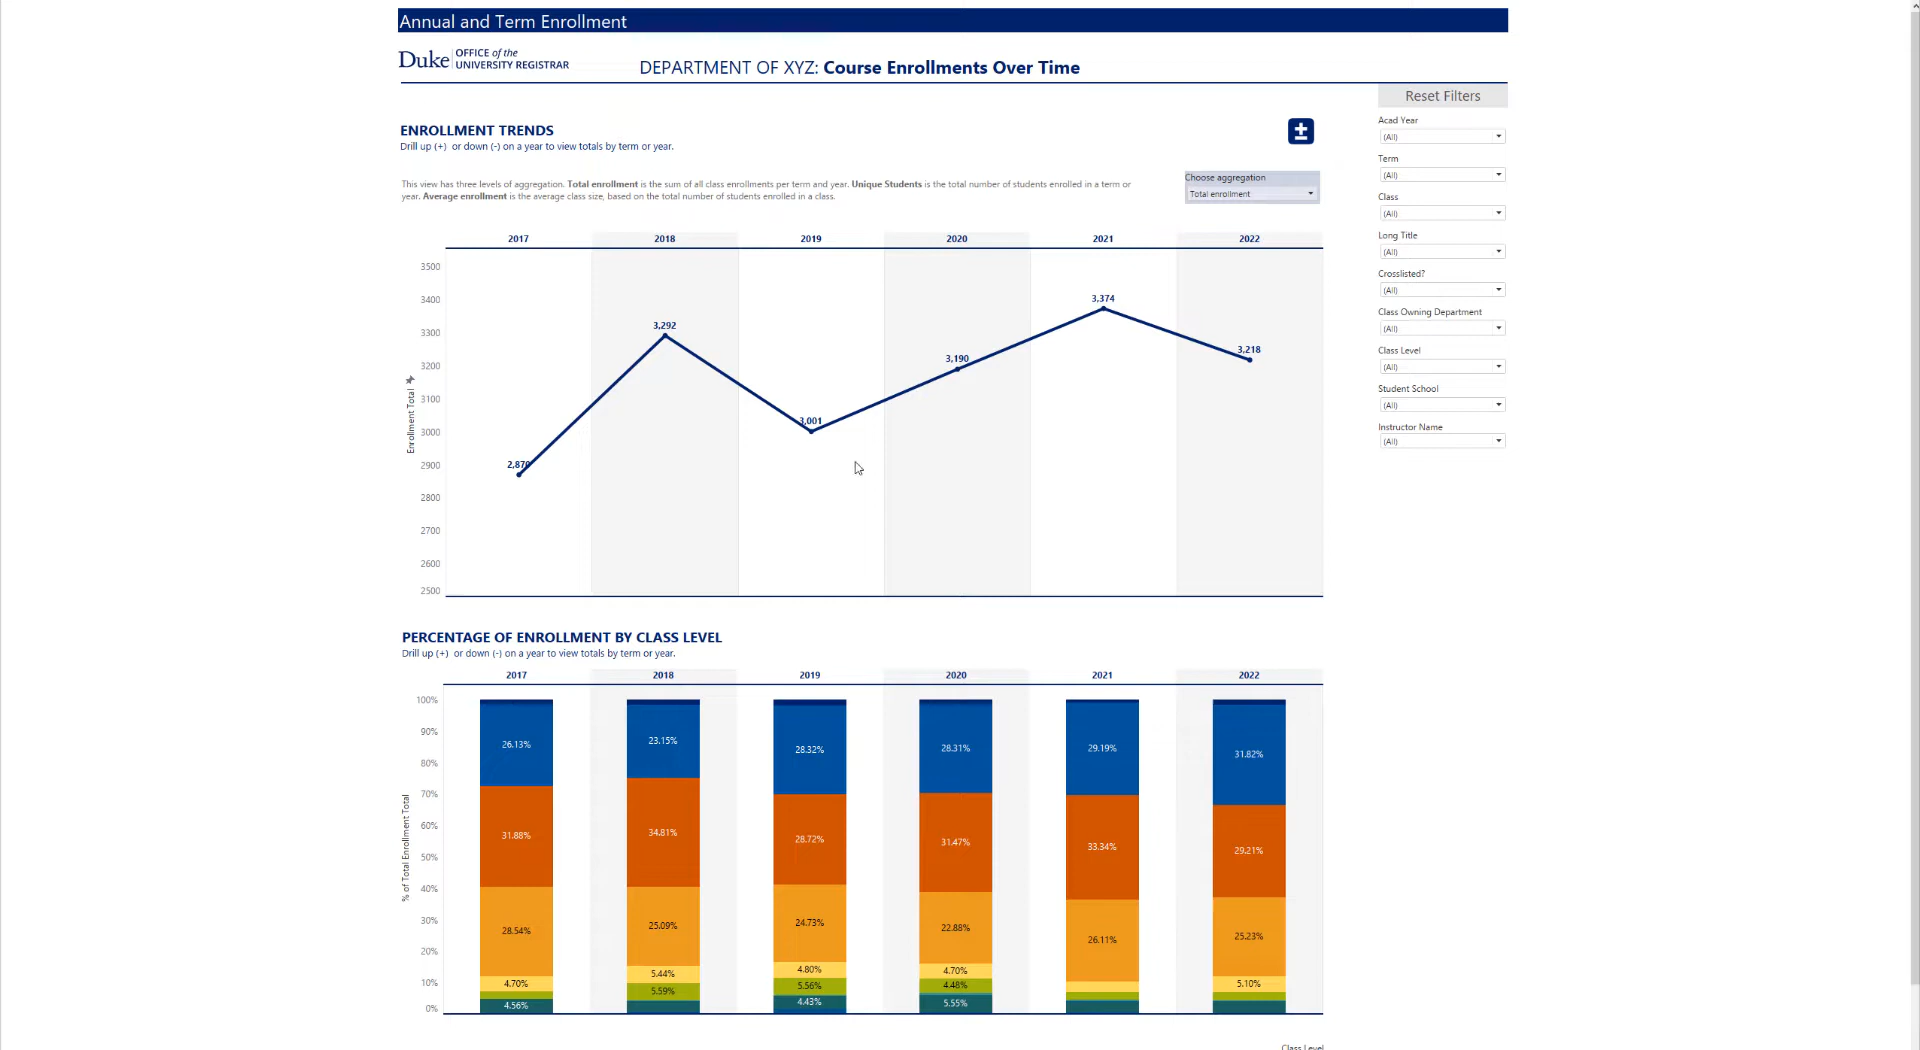 Annual and Term Enrollment
Duke
OFFICE of the
UNIVERSITY REGISTRAR
DEPARTMENT OF XYZ: Course Enrollments Over Time
Reset Filters
Acad Year
(All)
Term
(All)
Class
(All)
Long Title
(All)
Crosslisted?
(All)
Class Owning Department
(All)
Class Level
(All)
Student School
(All)
Instructor Name
(All)
ENROLLMENT TRENDS
Drill up (+) or down (-) on a year to view totals by term or year.
This view has three levels of aggregation. Total enrollment is the sum of all class enrollments per term and year. Unique Students is the total number of students enrolled in a term or
year. Average enrollment is the average class size, based on the total number of students enrolled in a class.
Choose aggregation
Total enrollment
2017 2018 2019 2020 2021 2022
Enrollment Total
3500
3400
3300
3200
3100
3000
2900
2800
2700
2600
2500
3,292
3,001
3,190
3,374
3,218
PERCENTAGE OF ENROLLMENT BY CLASS LEVEL
Drill up (+) or down (-) on a year to view totals by term or year.
2017 2018 2019 2020 2021 2022
% of Total Enrollment Total
100%
90%
80%
70%
60%
50%
40%
30%
20%
10%
0%
26.13% 23.15% 28.32% 28.31% 29.19% 31.82%
31.88% 34.81% 28.72% 31.47% 33.34% 29.21%
28.54% 25.09% 24.73% 22.88% 26.11% 25.23%
4.70% 5.44% 4.80% 4.70% 5.10%
5.59% 5.56% 4.48%
4.56% 4.43% 5.55%
Class Level